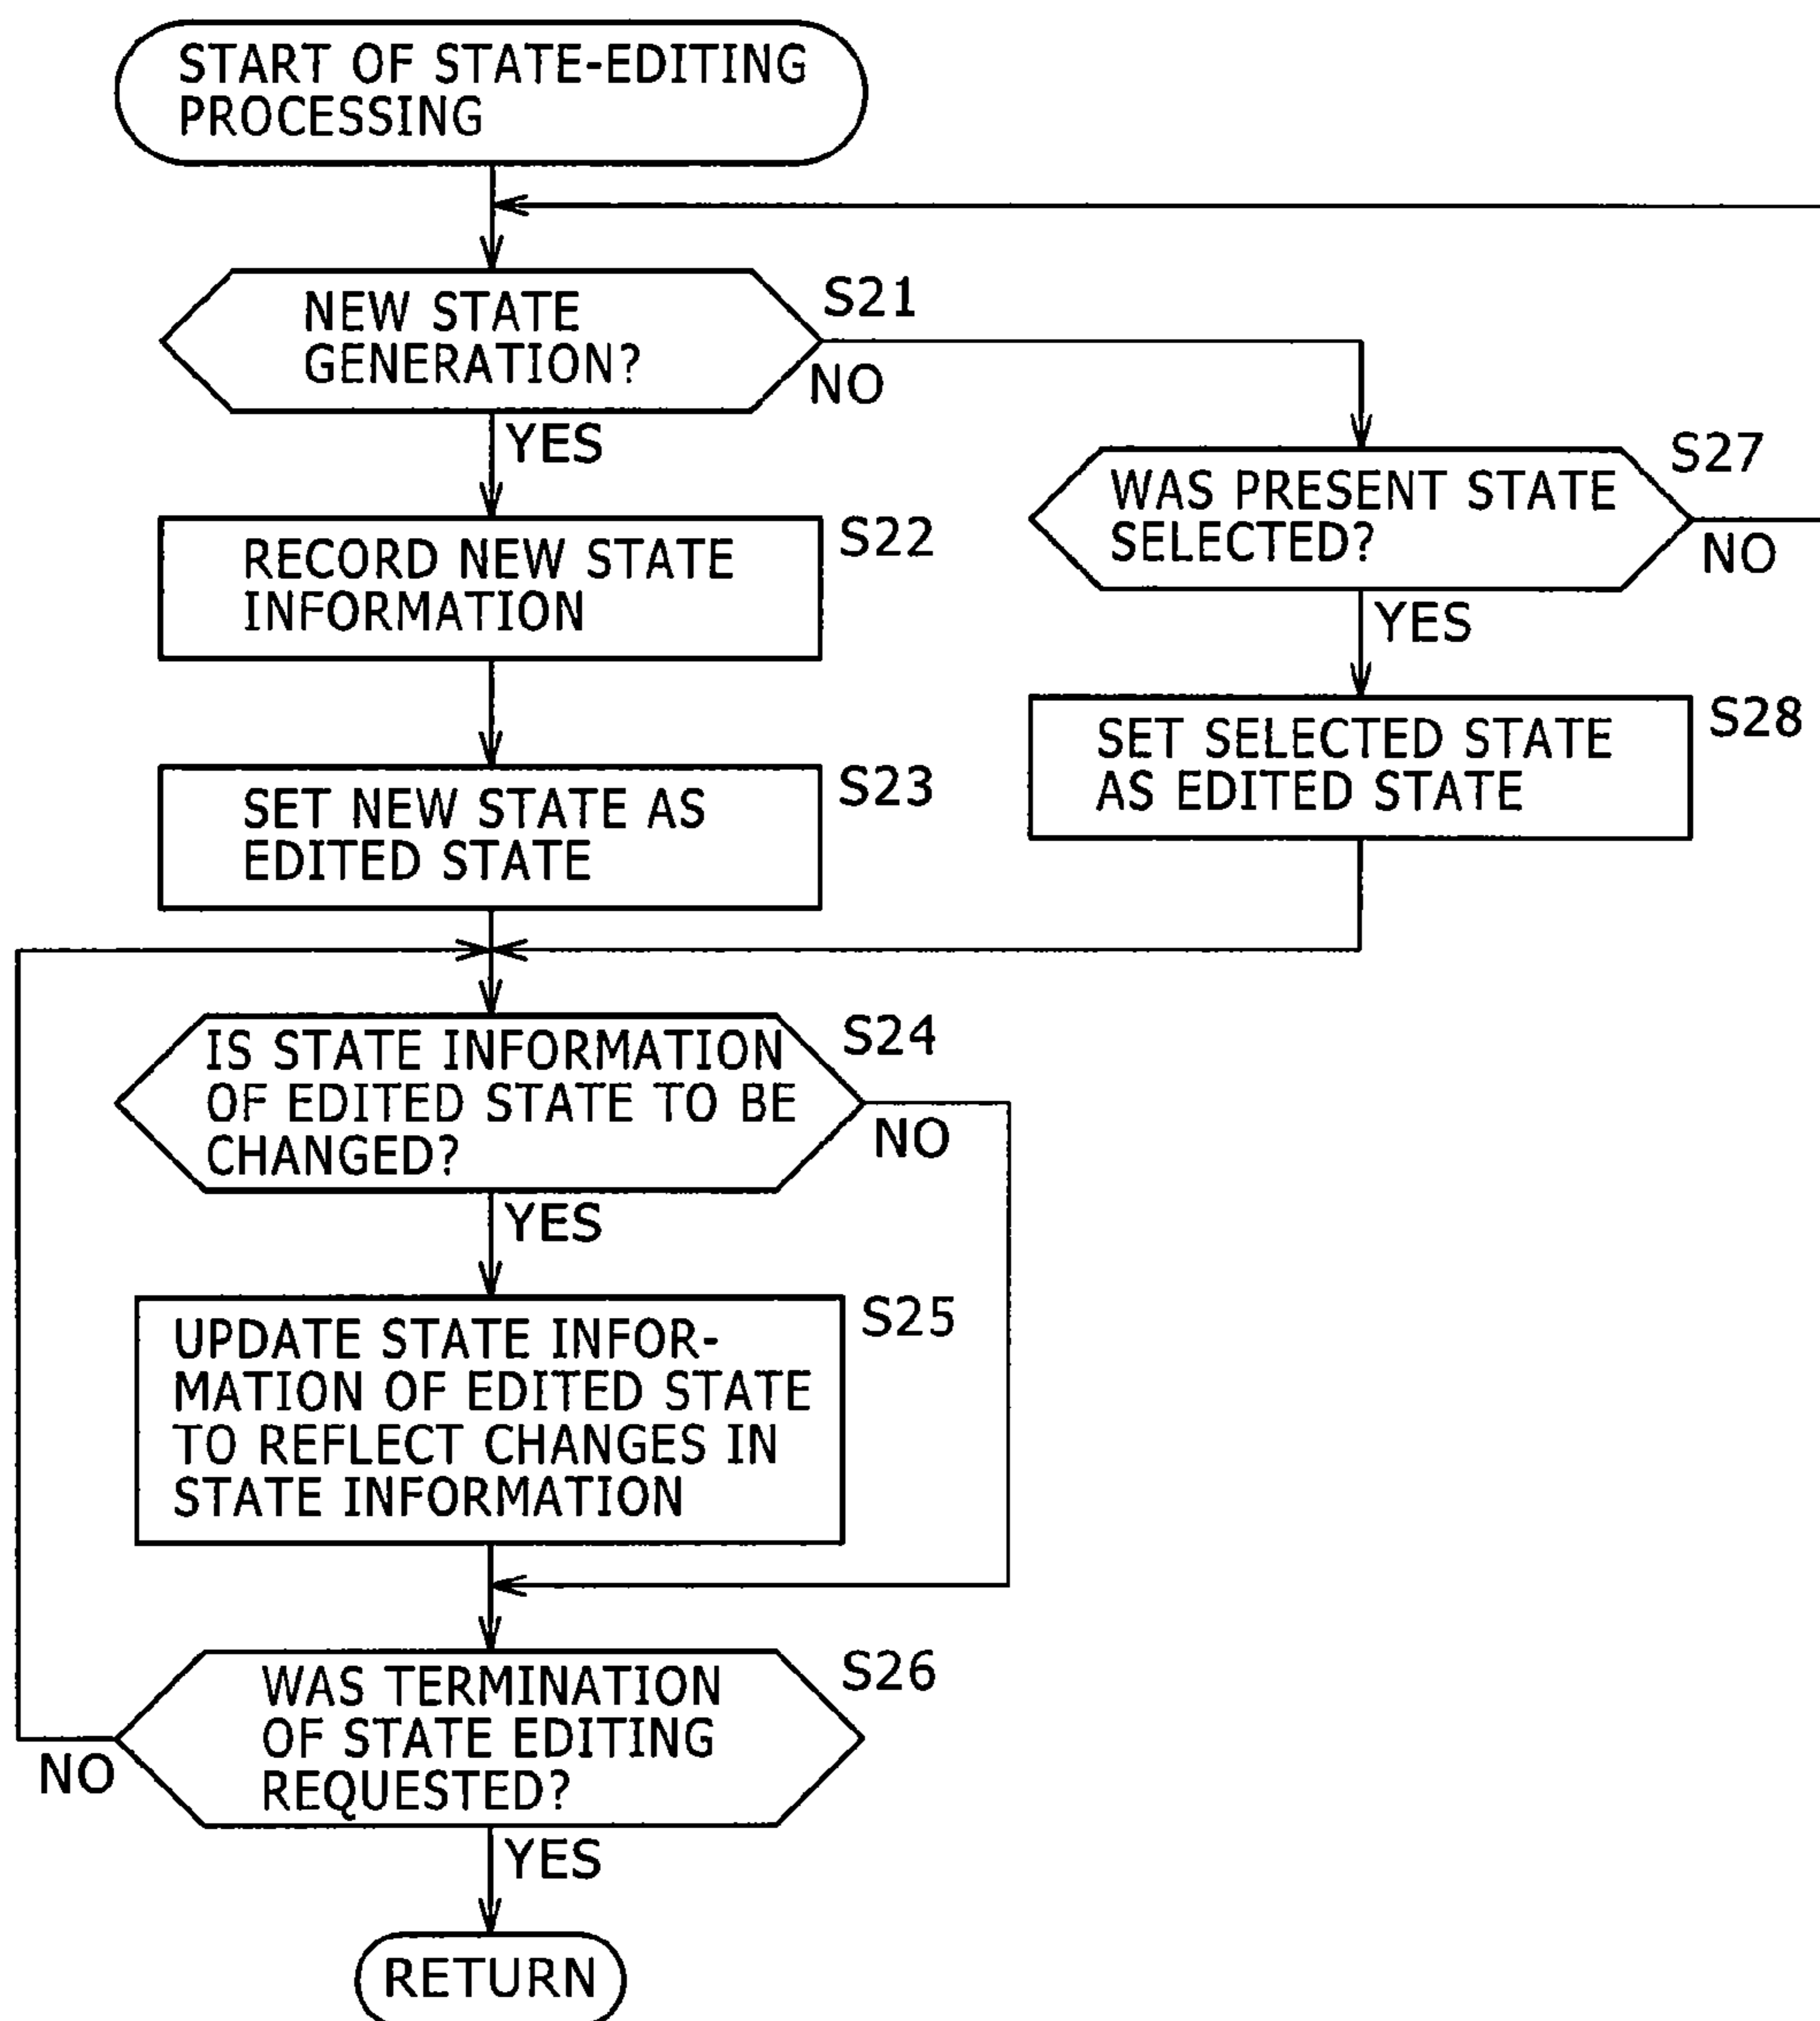 START OF STATE-EDITING
PROCESSING
NEW STATE
GENERATION?
S21
NO
YES
RECORD NEW STATE
INFORMATION
S22
SET NEW STATE AS
EDITED STATE
S23
WAS PRESENT STATE
SELECTED?
S27
NO
YES
SET SELECTED STATE
AS EDITED STATE
S28
IS STATE INFORMATION
OF EDITED STATE TO BE
CHANGED?
S24
NO
YES
UPDATE STATE INFOR-
MATION OF EDITED STATE
TO REFLECT CHANGES IN
STATE INFORMATION
S25
WAS TERMINATION
OF STATE EDITING
REQUESTED?
S26
NO
YES
RETURN